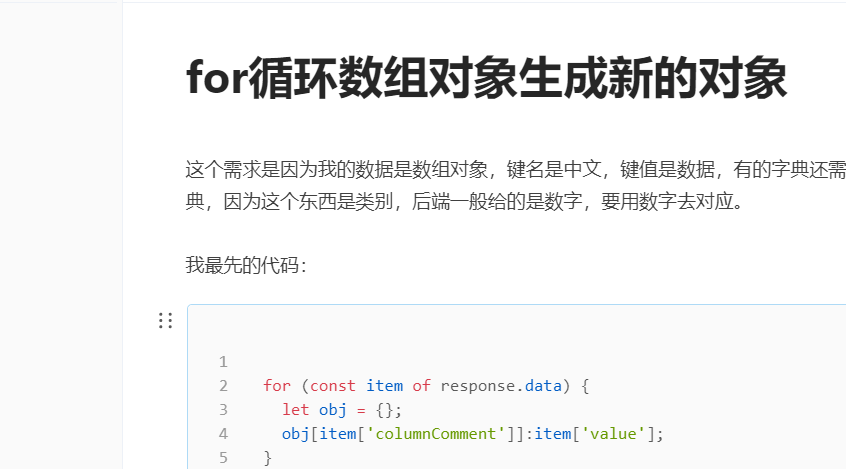 for循环数组对象生成新的对象
这个需求是因为我的数据是数组对象，键名是中文，键值是数据，有的字典还需
典，因为这个东西是类别，后端一般给的是数字，要用数字去对应。
我最先的代码：
1
2 for (const item of response.data) {
3 let obj = {};
4 obj[item['columnComment']]:item['value'];
5 }